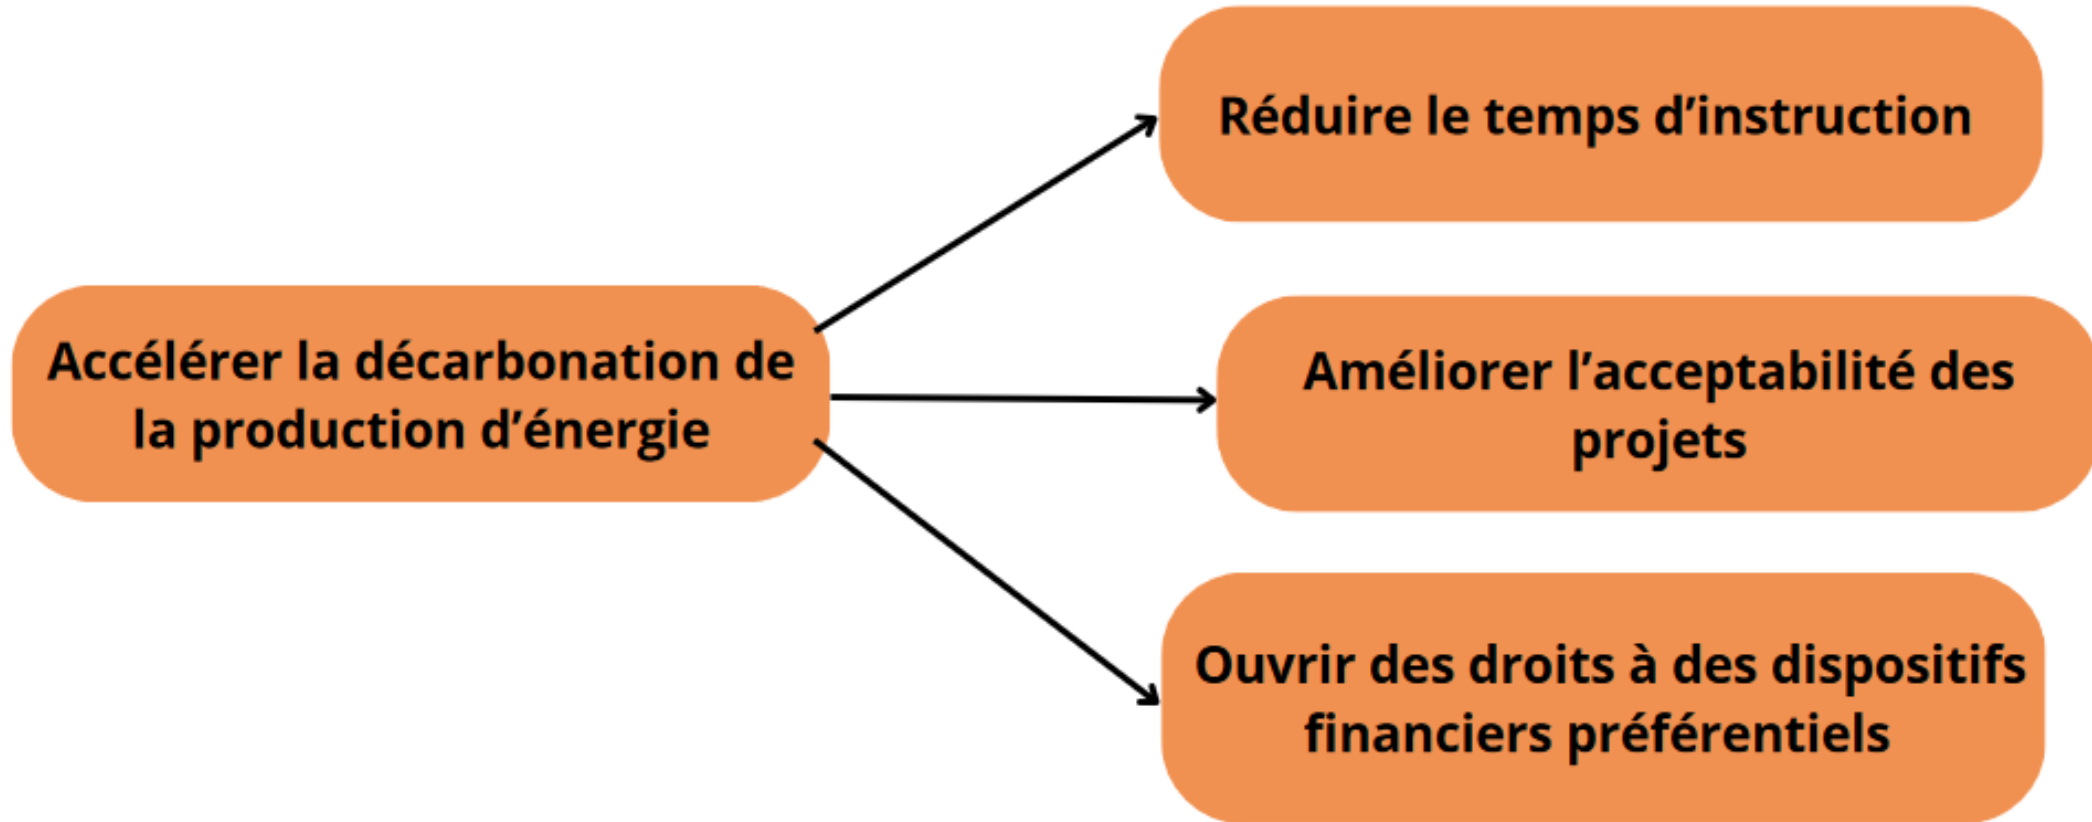 Réduire le temps d’instruction
Accélérer la décarbonation de
la production d’énergie
Améliorer l’acceptabilité des
projets
Ouvrir des droits à des dispositifs
financiers préférentiels